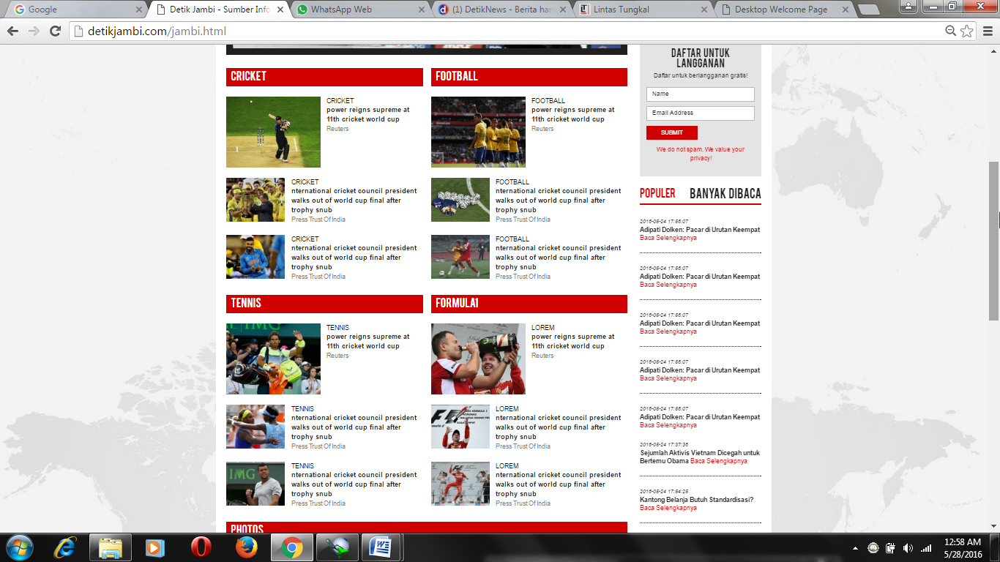 Google
Detik Jambi - Sumber Info
WhatsApp Web
(1) DetikNews - Berita har
Lintas Tungkal
Desktop Welcome Page
detikjambi.com/jambi.html
CRICKET
CRICKET
power reigns supreme at
11th cricket world cup
Reuters
CRICKET
nternational cricket council president
walks out of world cup final after
trophy snub
Press Trust Of India
CRICKET
nternational cricket council president
walks out of world cup final after
trophy snub
Press Trust Of India
FOOTBALL
FOOTBALL
power reigns supreme at
11th cricket world cup
Reuters
FOOTBALL
nternational cricket council president
walks out of world cup final after
trophy snub
Press Trust Of India
FOOTBALL
nternational cricket council president
walks out of world cup final after
trophy snub
Press Trust Of India
TENNIS
TENNIS
power reigns supreme at
11th cricket world cup
Reuters
TENNIS
nternational cricket council president
walks out of world cup final after
trophy snub
Press Trust Of India
TENNIS
nternational cricket council president
walks out of world cup final after
trophy snub
Press Trust Of India
FORMULA1
LOREM
power reigns supreme at
11th cricket world cup
Reuters
LOREM
nternational cricket council president
walks out of world cup final after
trophy snub
Press Trust Of India
LOREM
nternational cricket council president
walks out of world cup final after
trophy snub
Press Trust Of India
PHOTOS
DAFTAR UNTUK
LANGGANAN
Daftar untuk berlangganan gratis!
Name
Email Address
SUBMIT
We do not spam. We value your
privacy!
POPULER BANYAK DIBACA
2016-05-24 17:56:07
Adipati Dolken: Pacar di Urutan Keempat
Baca Selengkapnya
2016-05-24 17:56:07
Adipati Dolken: Pacar di Urutan Keempat
Baca Selengkapnya
2016-05-24 17:56:07
Adipati Dolken: Pacar di Urutan Keempat
Baca Selengkapnya
2016-05-24 17:56:07
Adipati Dolken: Pacar di Urutan Keempat
Baca Selengkapnya
2016-05-24 17:56:07
Adipati Dolken: Pacar di Urutan Keempat
Baca Selengkapnya
2016-05-24 17:37:36
Sejumlah Aktivis Vietnam Dicegah untuk
Bertemu Obama Baca Selengkapnya
2016-05-24 17:54:25
Kantong Belanja Butuh Standardisasi?
Baca Selengkapnya
12:58 AM
5/28/2016